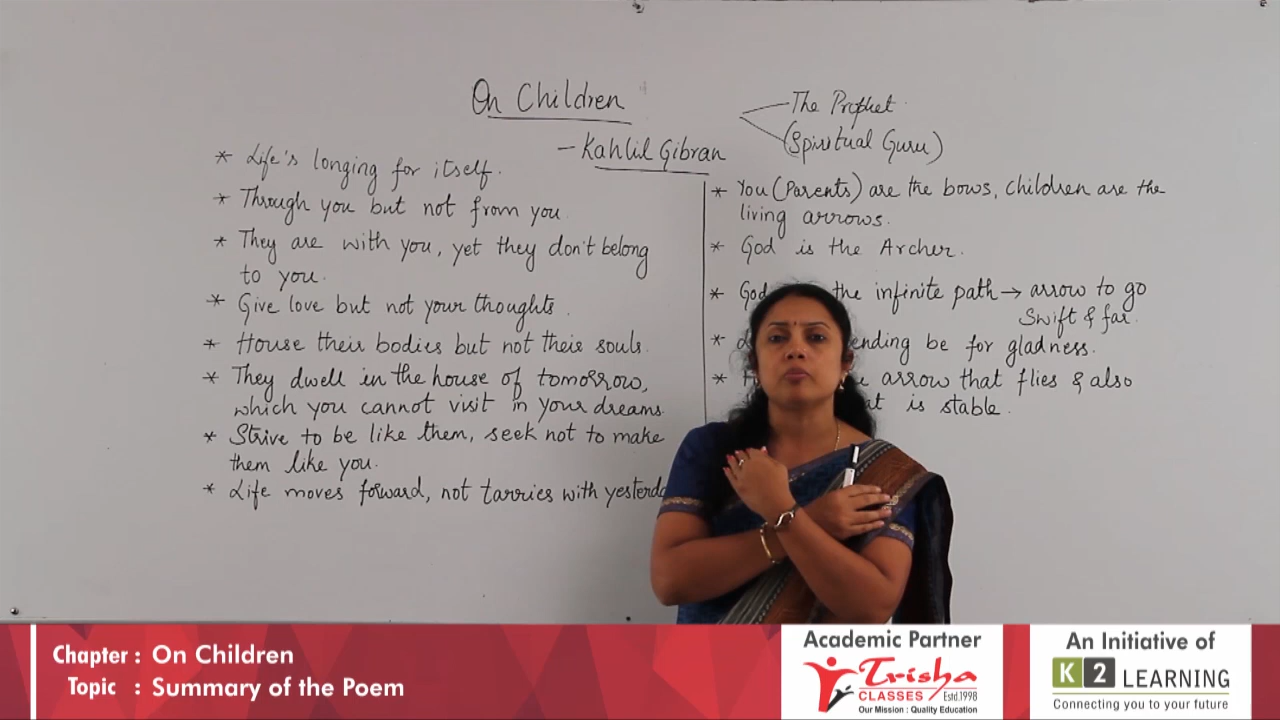 On Children
- Kahlil Gibran
The Prophet
(Spiritual Guru)
* Life's longing for itself.
* Through you but not from you.
* They are with you, yet they don't belong
to you.
* Give love but not your thoughts.
* House their bodies but not their souls.
* They dwell in the house of tomorrow,
which you cannot visit in your dreams.
* Strive to be like them, seek not to make
them like you.
* Life moves forward, not tarries with
* You (Parents) are the bows, children are the
living arrows.
* God is the Archer.
* the infinite path → arrow to go
Swift & far.
* be for gladness.
* arrow that flies & also
is stable.
Chapter : On Children
Topic : Summary of the Poem
Academic Partner
Trisha
CLASSES Estd.1998
Our Mission : Quality Education
An Initiative of
K2 LEARNING
Connecting you to your future